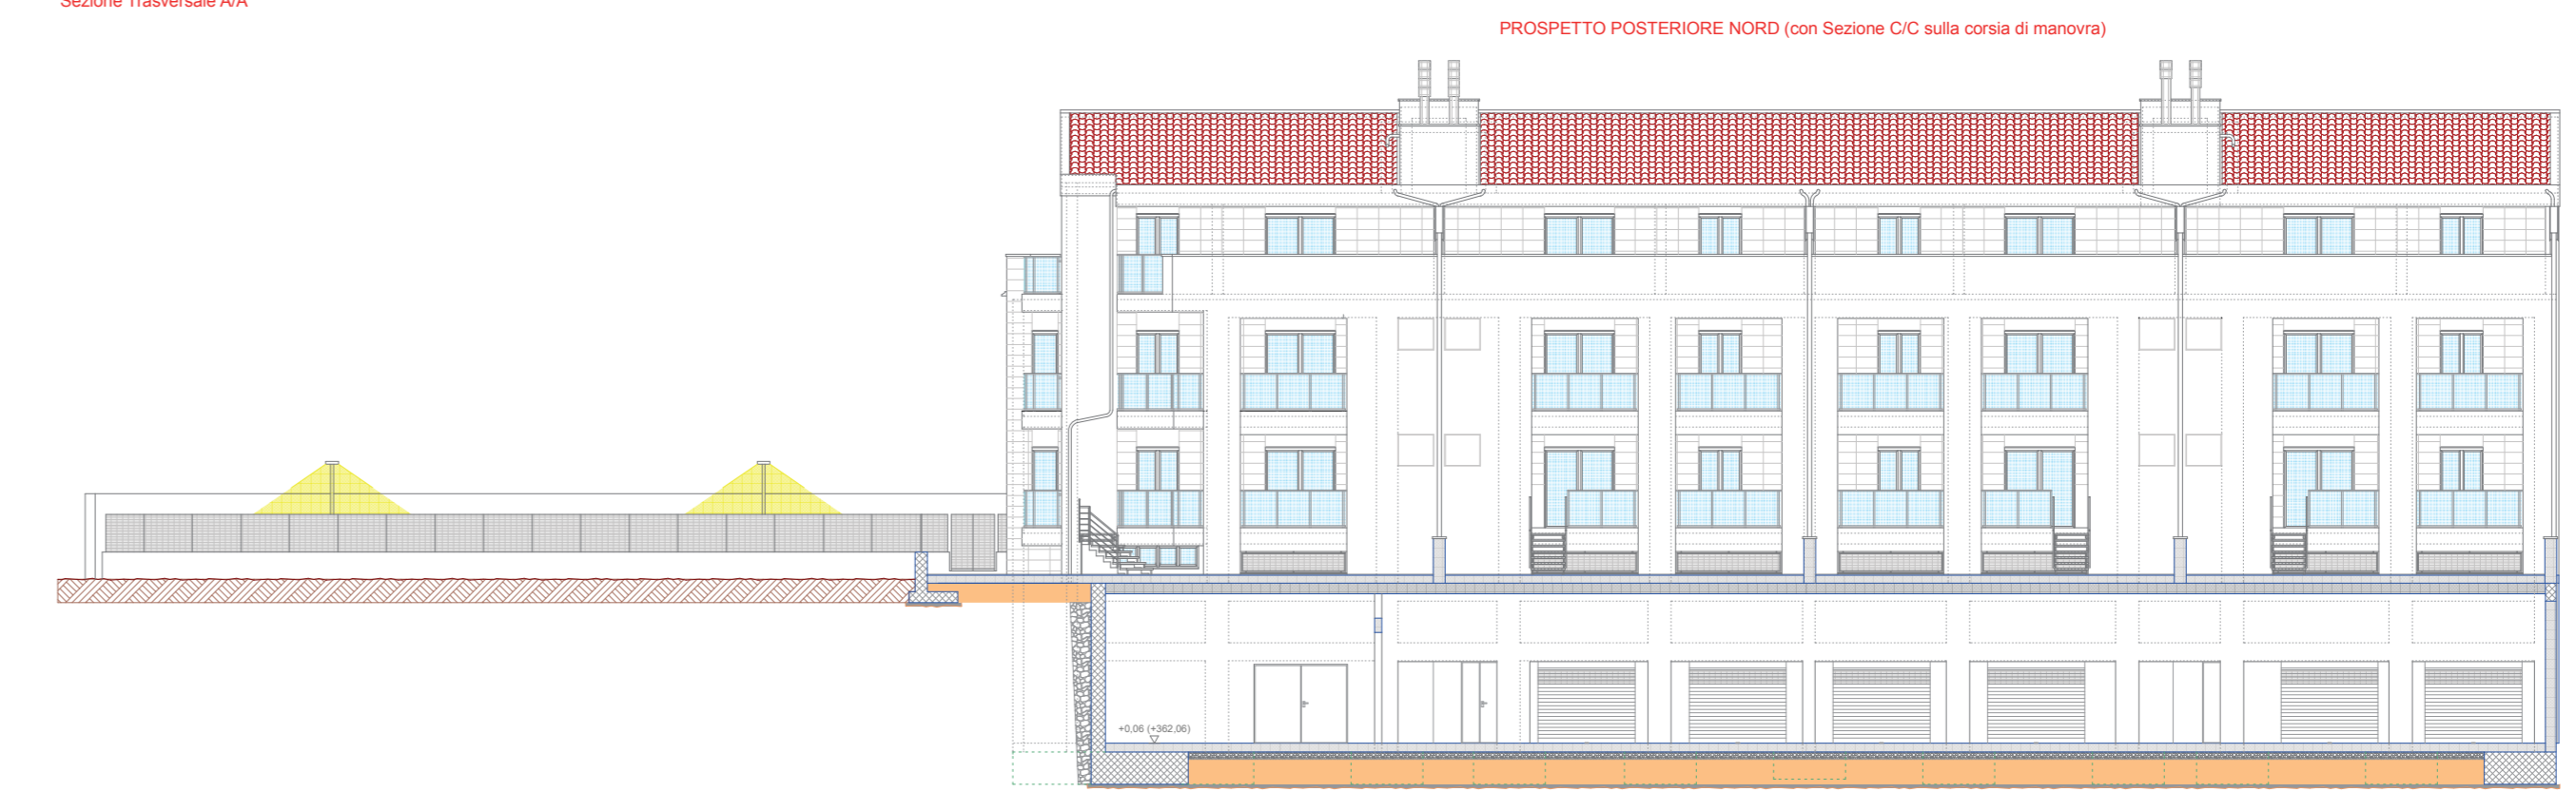 Sezione Trasversale A/A
PROSPETTO POSTERIORE NORD (con Sezione C/C sulla corsia di manovra)
+0,06 (+362,06)